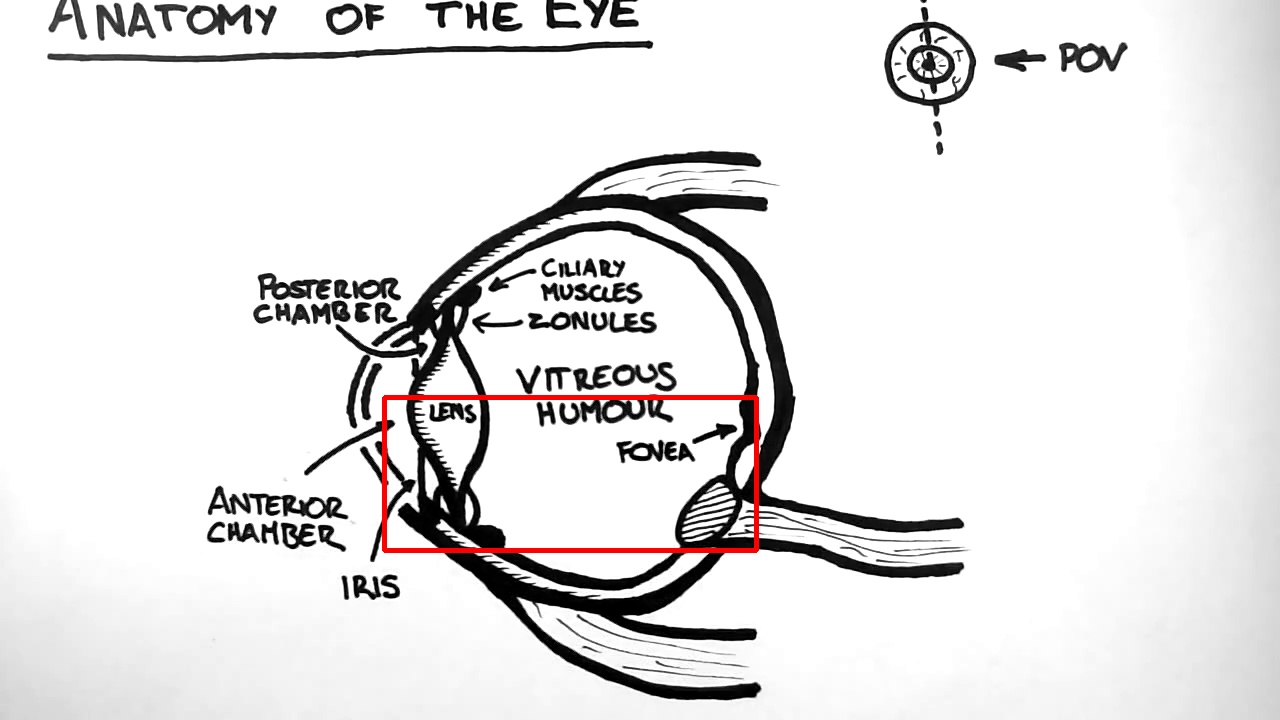 ANATOMY OF THE EYE
POV
CILIARY
MUSCLES
POSTERIOR
CHAMBER
ZONULES
VITREOUS
HUMOUR
LENS
FOVEA
ANTERIOR
CHAMBER
IRIS